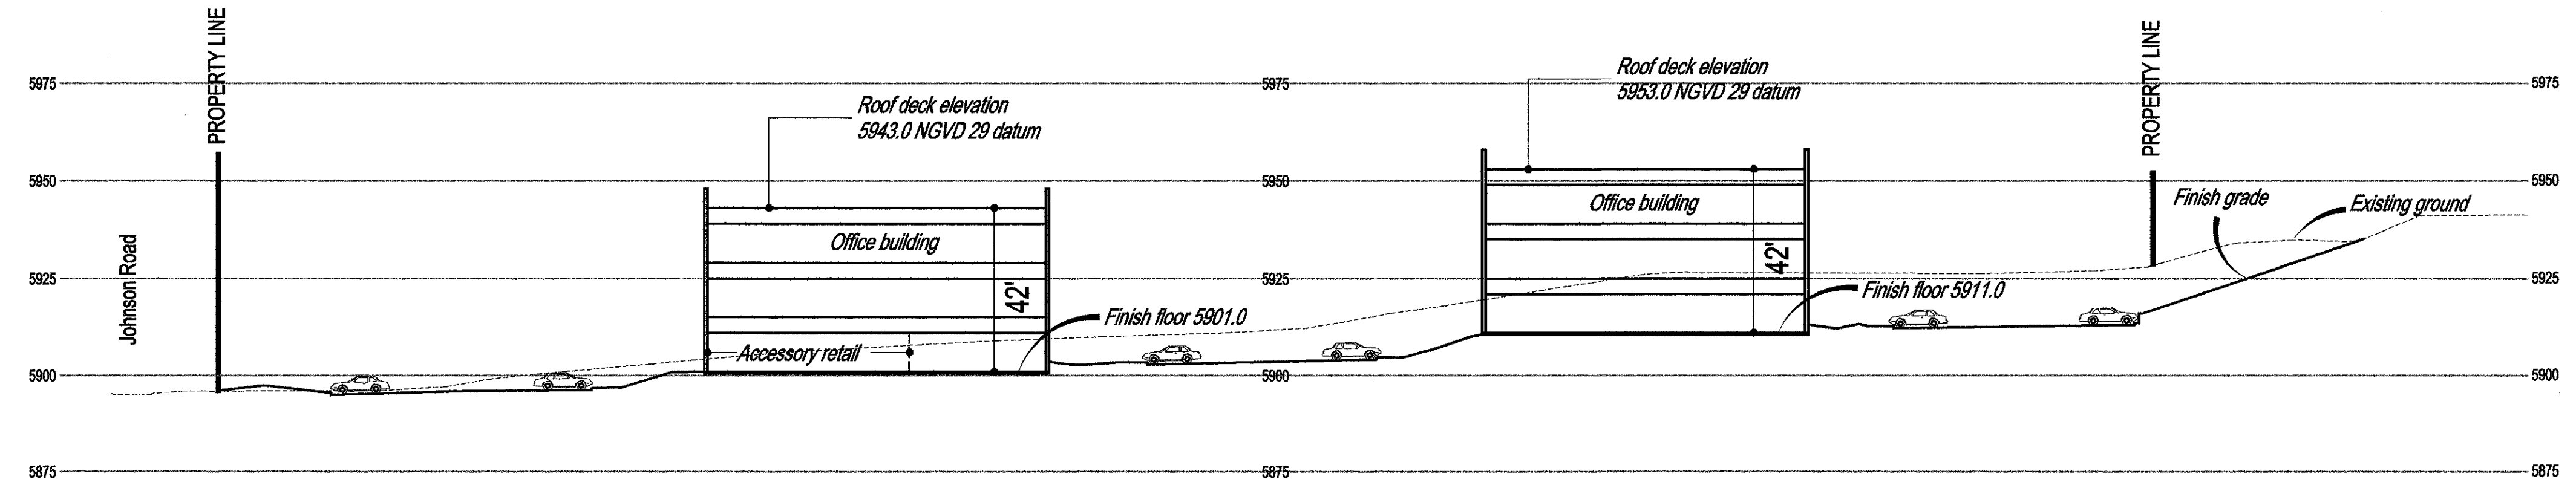 PROPERTY LINE
PROPERTY LINE
Roof deck elevation
5953.0 NGVD 29 datum
5975
5975
5975
Roof deck elevation
5943.0 NGVD 29 datum
5950
5950
5950
Finish grade
Existing ground
Office building
Office building
Johnson Road
42'
42'
5925
5925
5925
Finish floor 5911.0
Finish floor 5901.0
Accessory retail
5900
5900
5900
5875
5875
5875